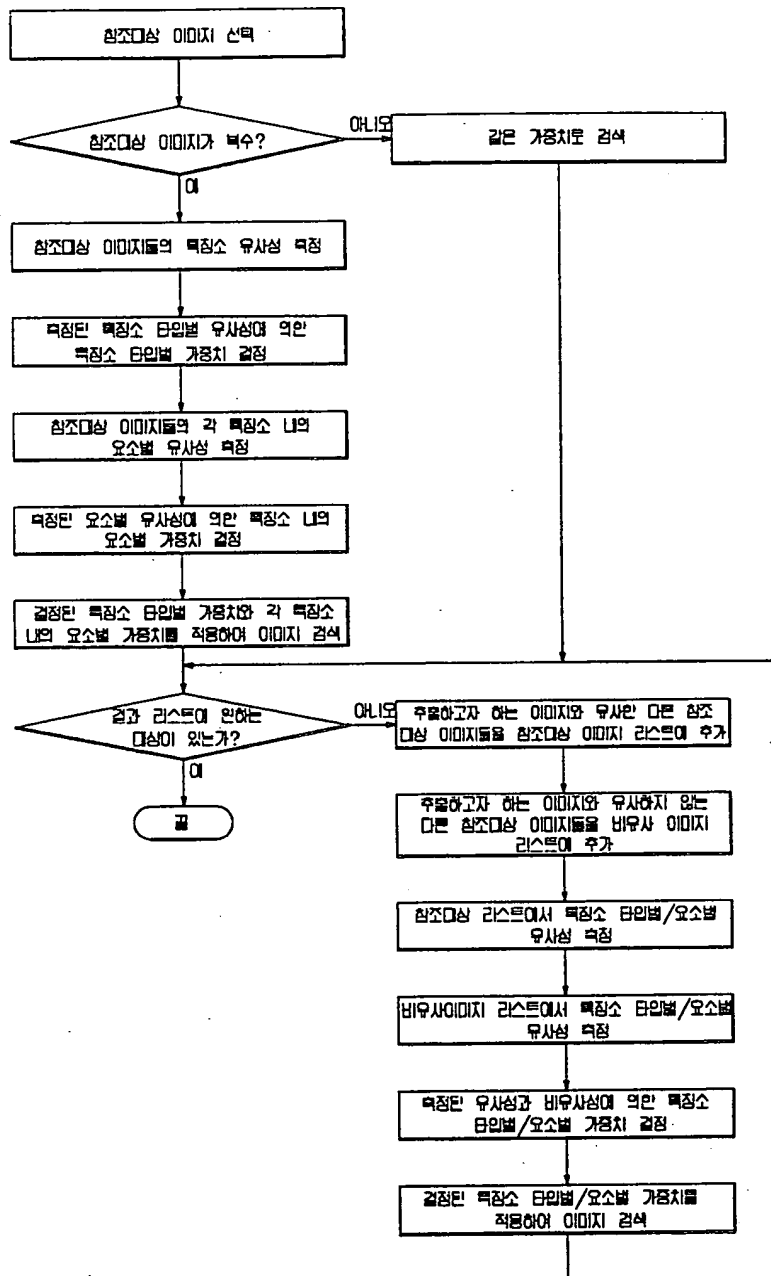 참조대상 이미지 선택
참조대상 이미지가 복수?
아니오
같은 가중치로 검색
예
참조대상 이미지들의 특징소 유사성 측정
측정된 특징소 타입별 유사성에 의한
특징소 타입별 가중치 결정
참조대상 이미지들의 각 특징소 내의
요소별 유사성 측정
측정된 요소별 유사성에 의한 특징소 내의
요소별 가중치 결정
결정된 특징소 타입별 가중치와 각 특징소
내의 요소별 가중치를 적용하여 이미지 검색
결과 리스트에 원하는
대상이 있는가?
아니오
예
끝
추출하고자 하는 이미지와 유사한 다른 참조
대상 이미지들을 참조대상 이미지 리스트에 추가
추출하고자 하는 이미지와 유사하지 않는
다른 참조대상 이미지들을 비유사 이미지
리스트에 추가
참조대상 리스트에서 특징소 타입별/요소별
유사성 측정
비유사이미지 리스트에서 특징소 타입별/요소별
유사성 측정
측정된 유사성과 비유사성에 의한 특징소
타입별/요소별 가중치 결정
결정된 특징소 타입별/요소별 가중치를
적용하여 이미지 검색